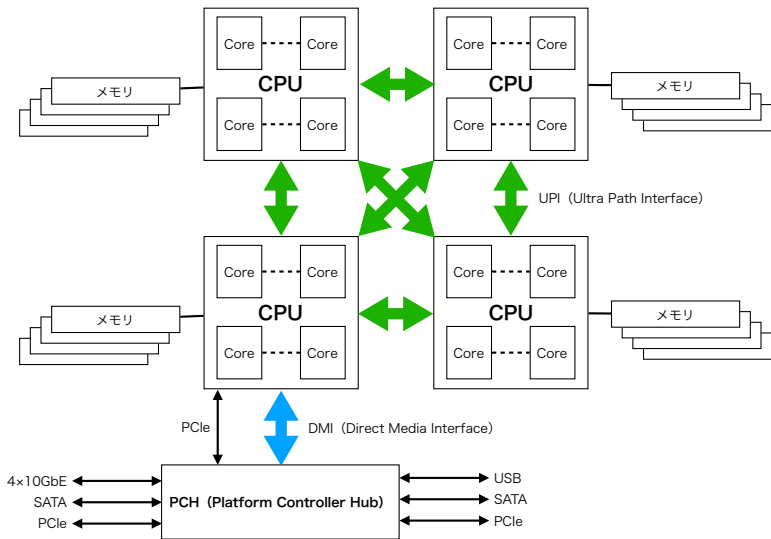 Core Core
CPU
Core Core
Core Core
CPU
Core Core
メモリ
メモリ
UPI（Ultra Path Interface）
Core Core
CPU
Core Core
Core Core
CPU
Core Core
メモリ
メモリ
PCIe
DMI（Direct Media Interface）
4×10GbE
SATA
PCIe
PCH（Platform Controller Hub）
USB
SATA
PCIe